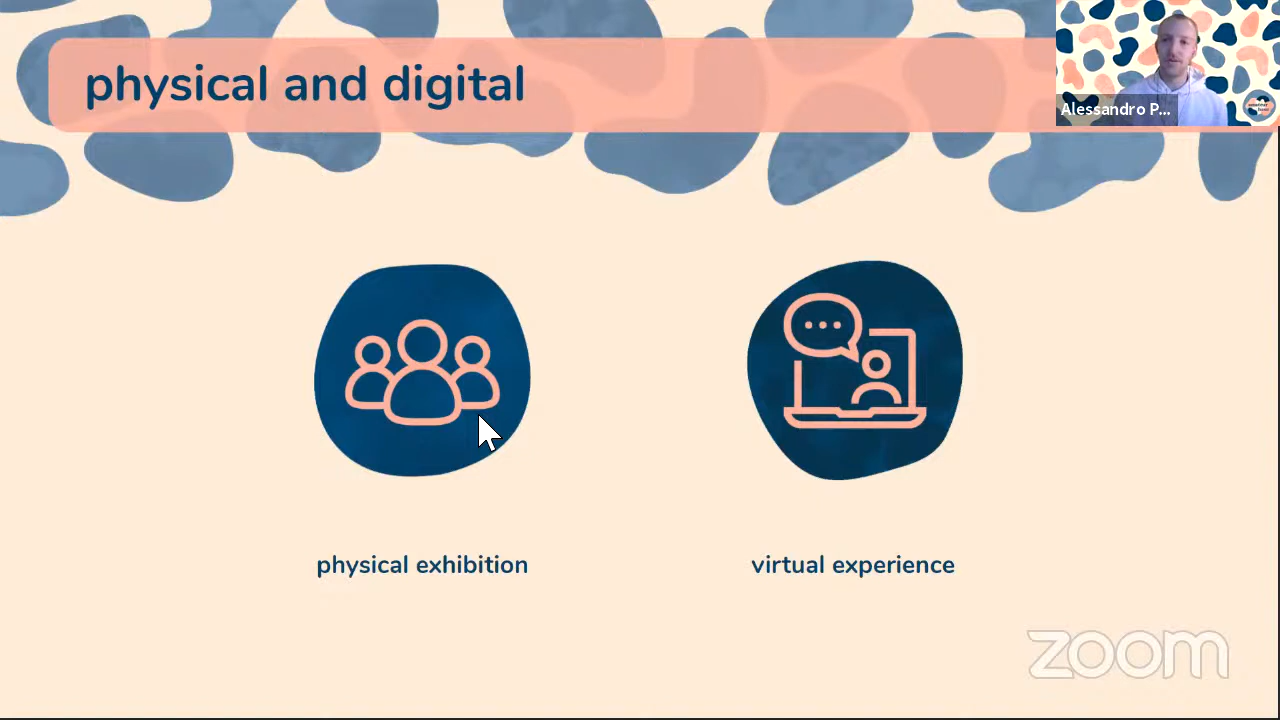 physical and digital
Alessandro P...
physical exhibition
virtual experience
zoom